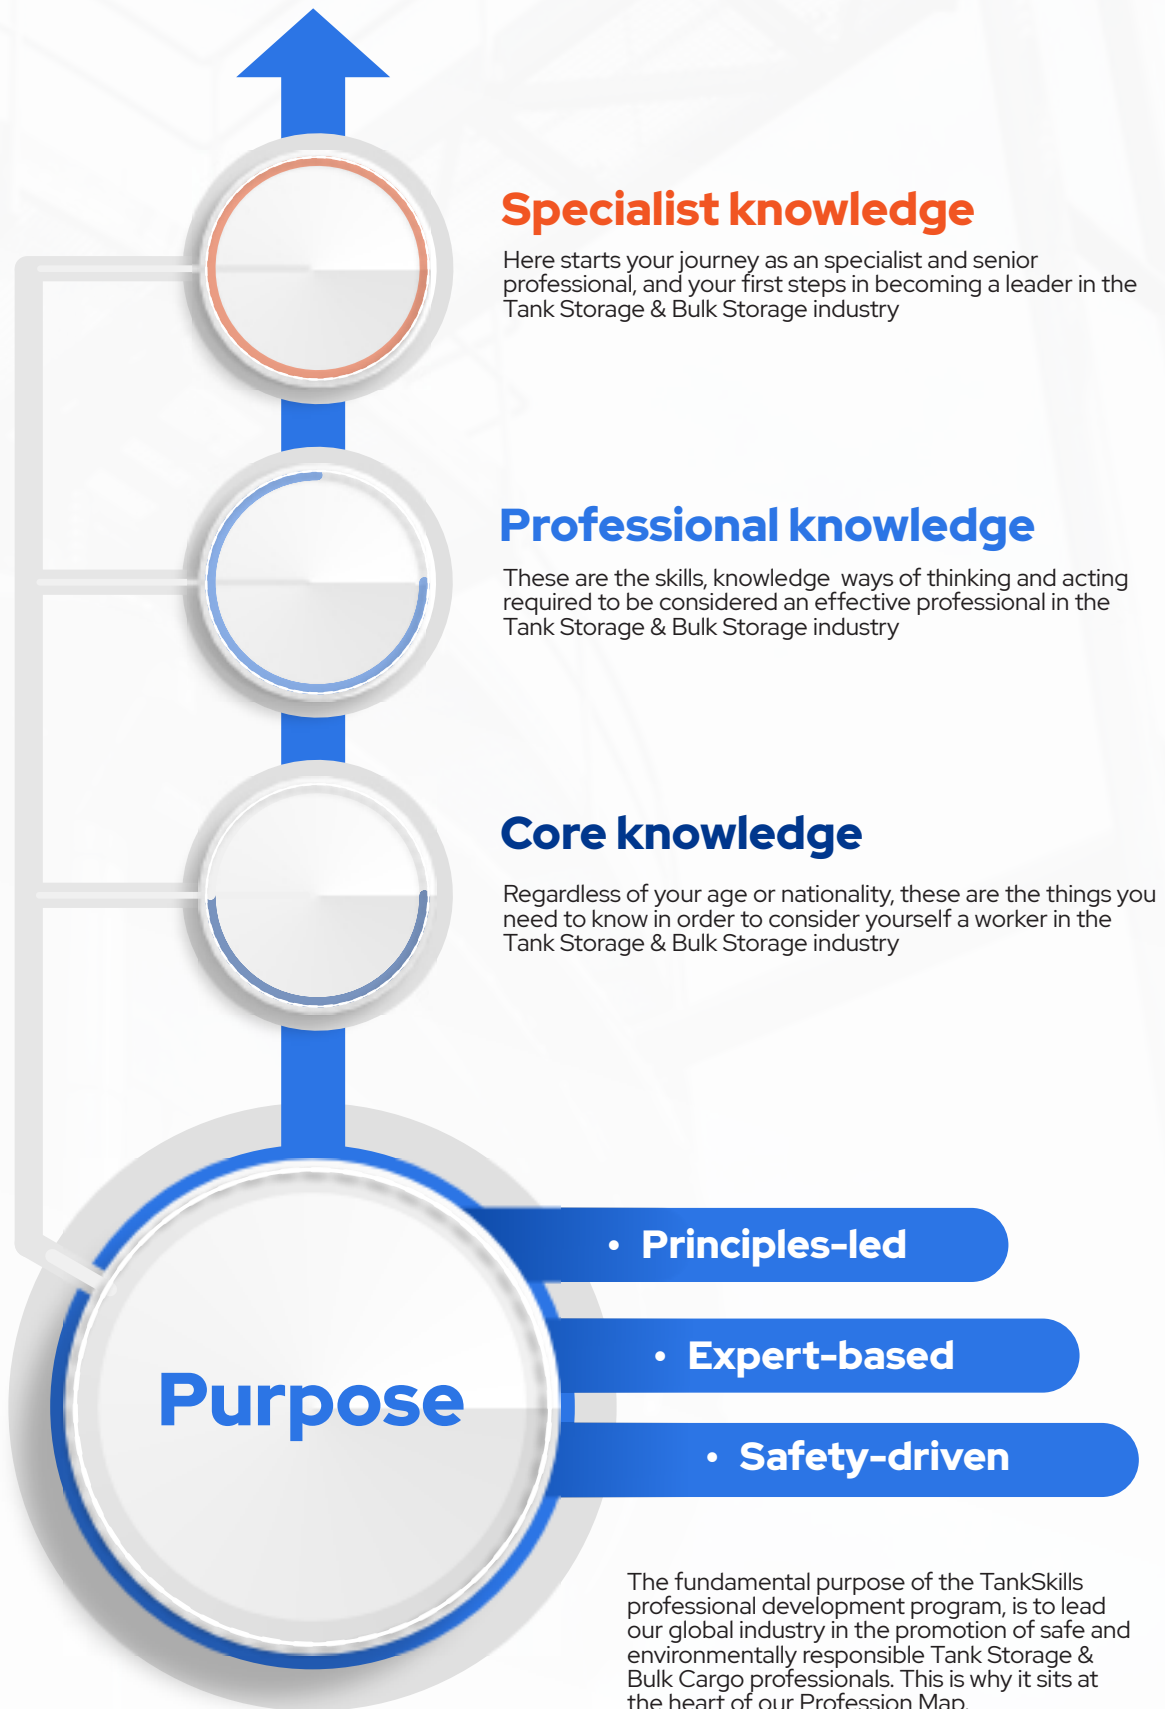 Specialist knowledge
Here starts your journey as an specialist and senior
professional, and your first steps in becoming a leader in the
Tank Storage & Bulk Storage industry
Professional knowledge
These are the skills, knowledge  ways of thinking and acting
required to be considered an effective professional in the
Tank Storage & Bulk Storage industry
Core knowledge
Regardless of your age or nationality, these are the things you
need to know in order to consider yourself a worker in the
Tank Storage & Bulk Storage industry
• Principles-led
• Expert-based
Purpose
• Safety-driven
The fundamental purpose of the TankSkills
professional development program, is to lead
our global industry in the promotion of safe and
environmentally responsible Tank Storage &
Bulk Cargo professionals. This is why it sits at
the heart of our Profession Map.